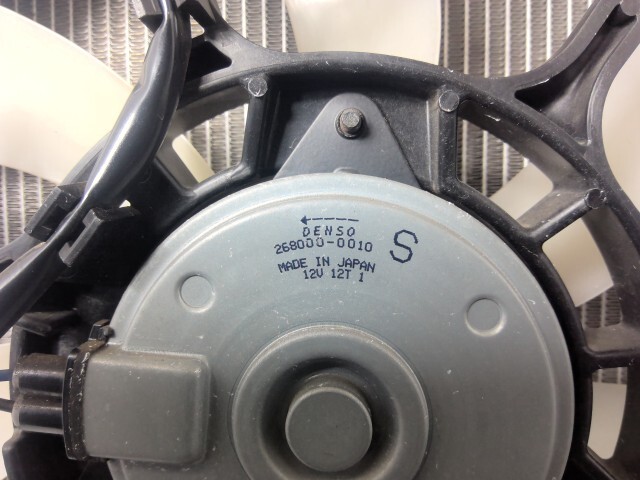 DENSO
268000-0010
S
MADE IN JAPAN
12V 12T 1